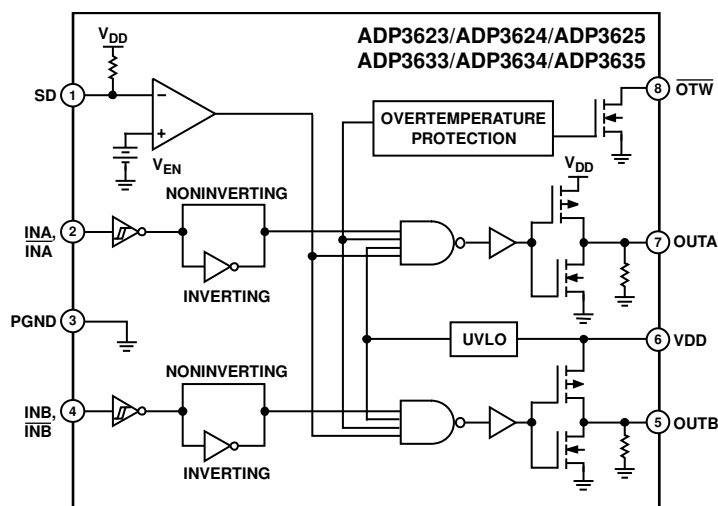 ADP3623/ADP3624/ADP3625
ADP3633/ADP3634/ADP3635
VDD
SD 1
8 OTW
OVERTEMPERATURE
PROTECTION
VEN
VDD
NONINVERTING
INA,
INA
2
7 OUTA
INVERTING
PGND 3
UVLO
6 VDD
NONINVERTING
INB,
INB
4
5 OUTB
INVERTING